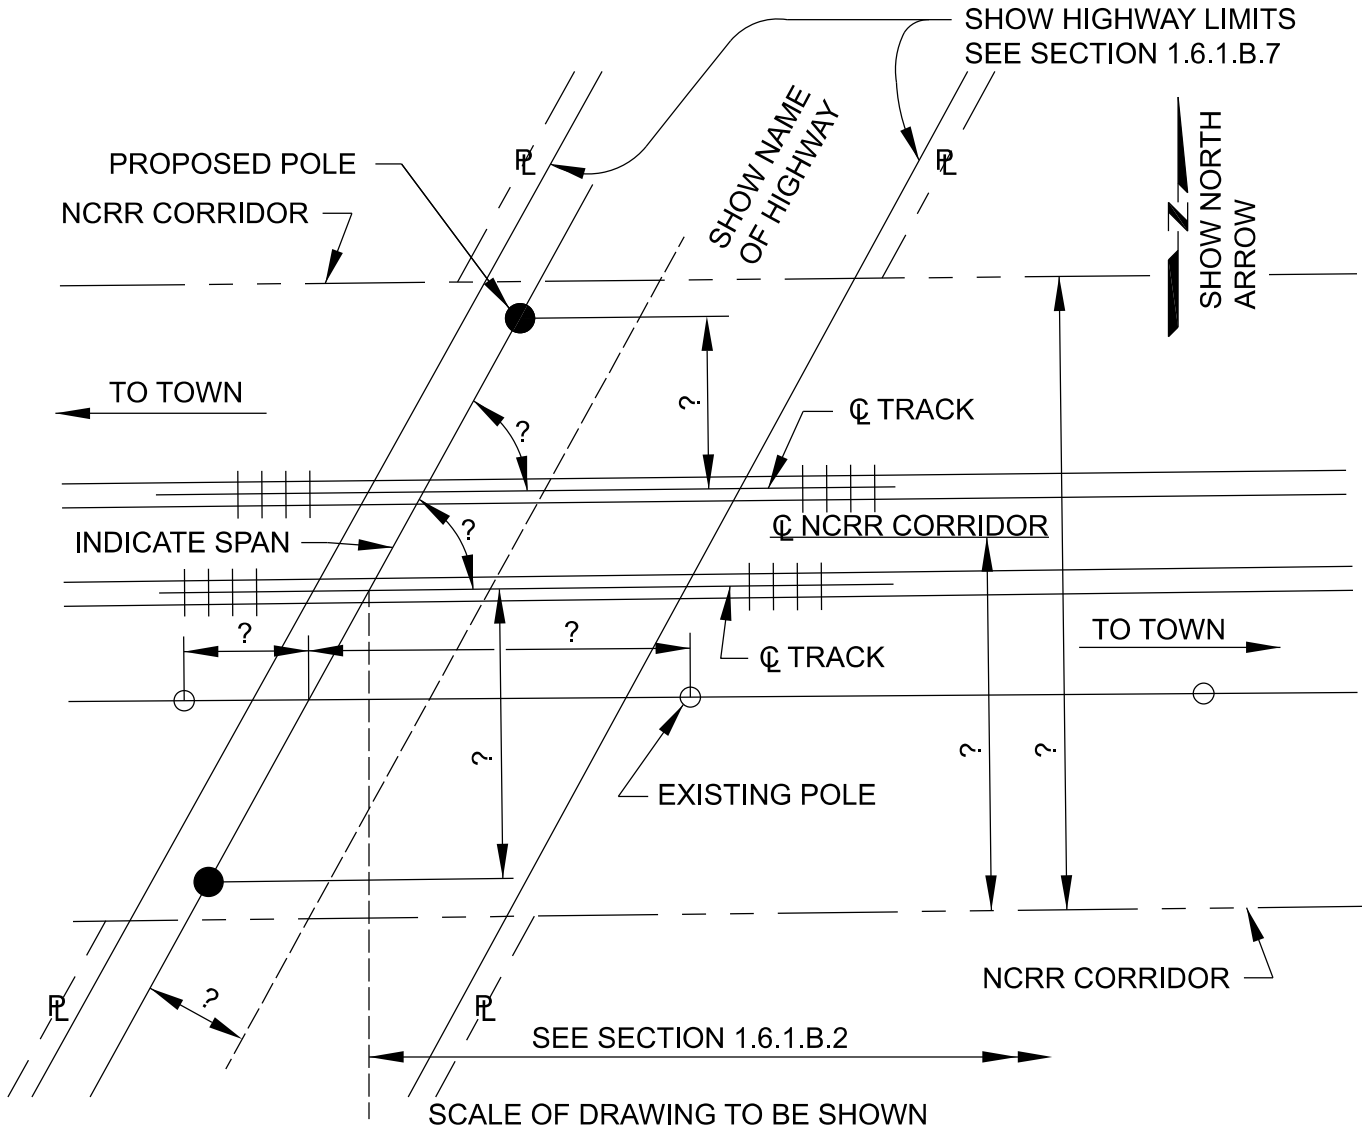 SHOW HIGHWAY LIMITS
SEE SECTION 1.6.1.B.7
SHOW NAME
OF HIGHWAY
PROPOSED POLE
NCRR CORRIDOR
PL
PL
N
SHOW NORTH
ARROW
TO TOWN
?
?
CL TRACK
CL NCRR CORRIDOR
INDICATE SPAN
?
?
?
CL TRACK
TO TOWN
?
?
?
EXISTING POLE
NCRR CORRIDOR
PL
?
PL
SEE SECTION 1.6.1.B.2
SCALE OF DRAWING TO BE SHOWN